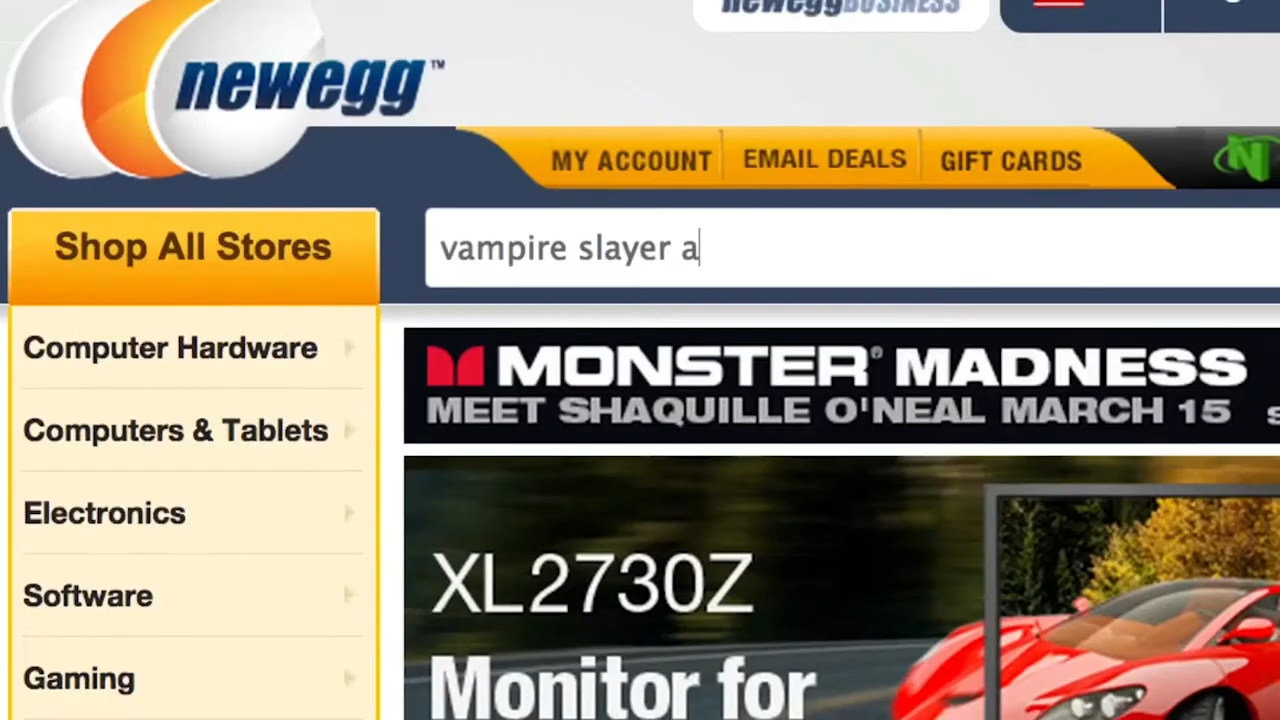 neweggBUSINESS
newegg™
MY ACCOUNT
EMAIL DEALS
GIFT CARDS
N
Shop All Stores
vampire slayer a
Computer Hardware
Computers & Tablets
Electronics
Software
Gaming
MONSTER® MADNESS
MEET SHAQUILLE O'NEAL MARCH 15
XL2730Z
Monitor for